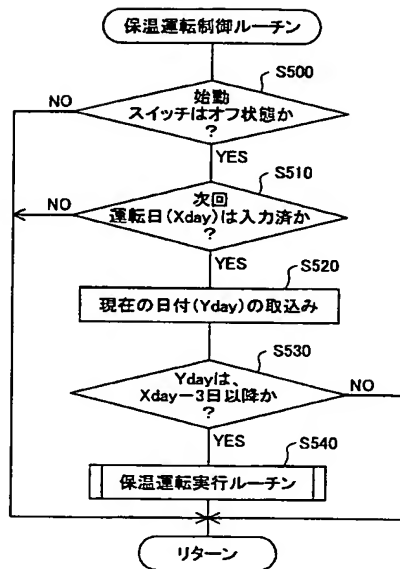 保温運転制御ルーチン
S500
始動
スイッチはオフ状態か
?
NO
YES
S510
次回
運転日(Xday)は入力済か
?
NO
YES
S520
現在の日付(Yday)の取込み
S530
Ydayは、
Xday−3日以降か
?
NO
YES
S540
保温運転実行ルーチン
リターン